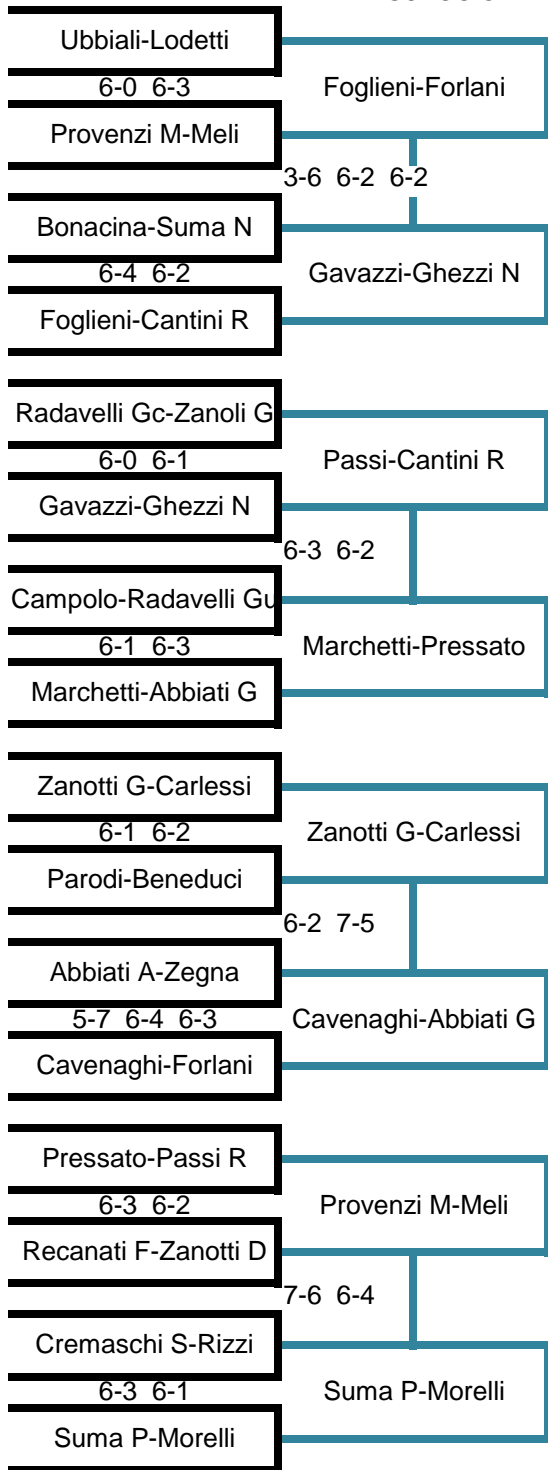 Ubbiali-Lodetti
6-0 6-3
Foglieni-Forlani
Provenzi M-Meli
3-6 6-2 6-2
Bonacina-Suma N
6-4 6-2
Gavazzi-Ghezzi N
Foglieni-Cantini R
Radavelli Gc-Zanoli G
6-0 6-1
Passi-Cantini R
Gavazzi-Ghezzi N
6-3 6-2
Campolo-Radavelli Gu
6-1 6-3
Marchetti-Pressato
Marchetti-Abbiati G
Zanotti G-Carlessi
6-1 6-2
Zanotti G-Carlessi
Parodi-Beneduci
6-2 7-5
Abbiati A-Zegna
5-7 6-4 6-3
Cavenaghi-Abbiati G
Cavenaghi-Forlani
Pressato-Passi R
6-3 6-2
Provenzi M-Meli
Recanati F-Zanotti D
7-6 6-4
Cremaschi S-Rizzi
6-3 6-1
Suma P-Morelli
Suma P-Morelli